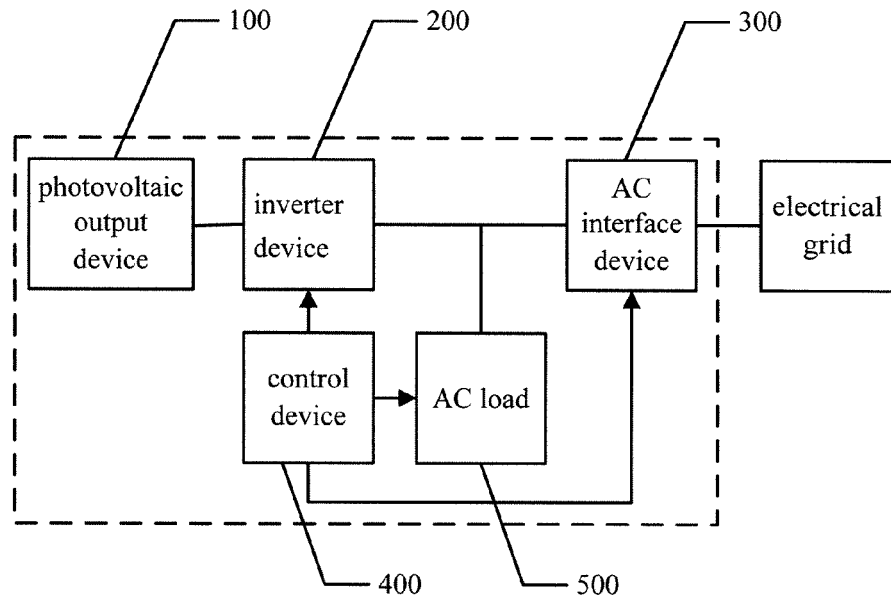 100
200
300
photovoltaic
output
device
inverter
device
AC
interface
device
electrical
grid
control
device
AC load
400
500